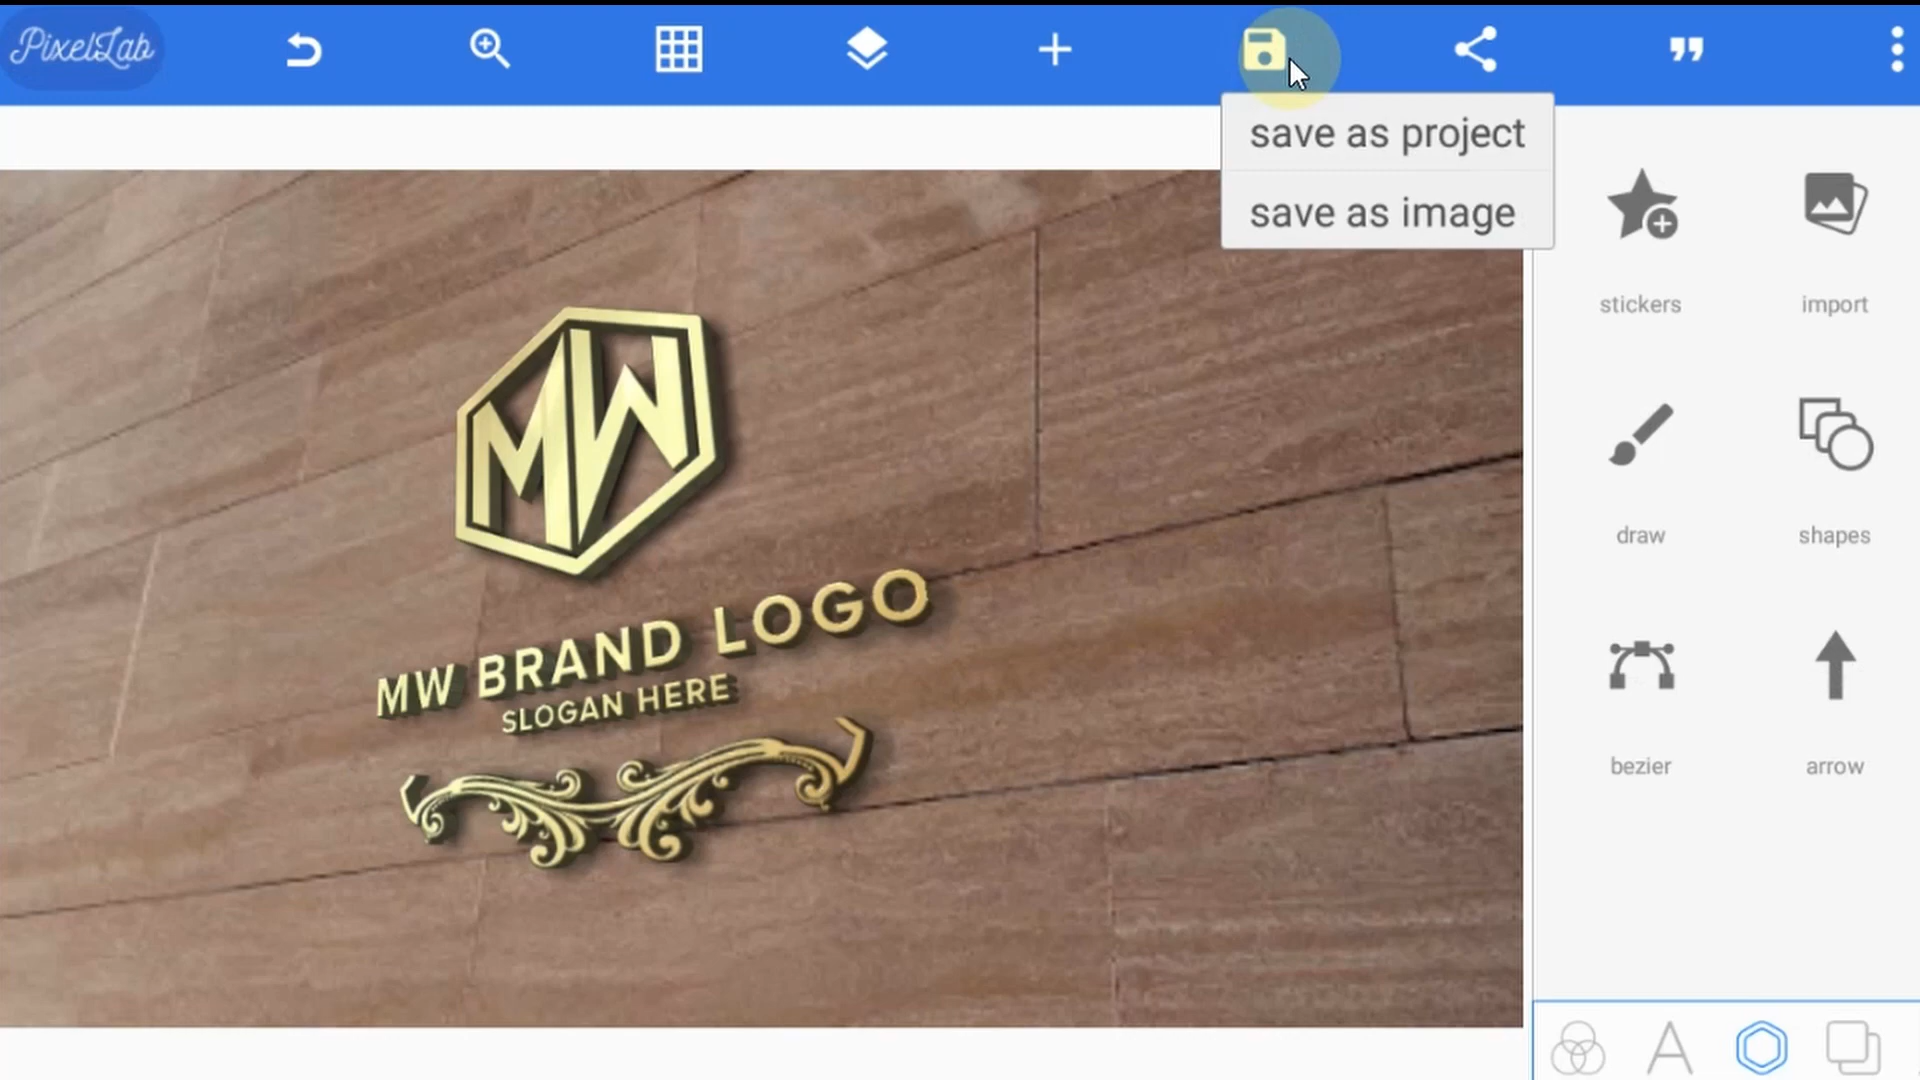 PixelLab
save as project
save as image
stickers
import
draw
shapes
bezier
arrow
MW
MW BRAND LOGO
SLOGAN HERE